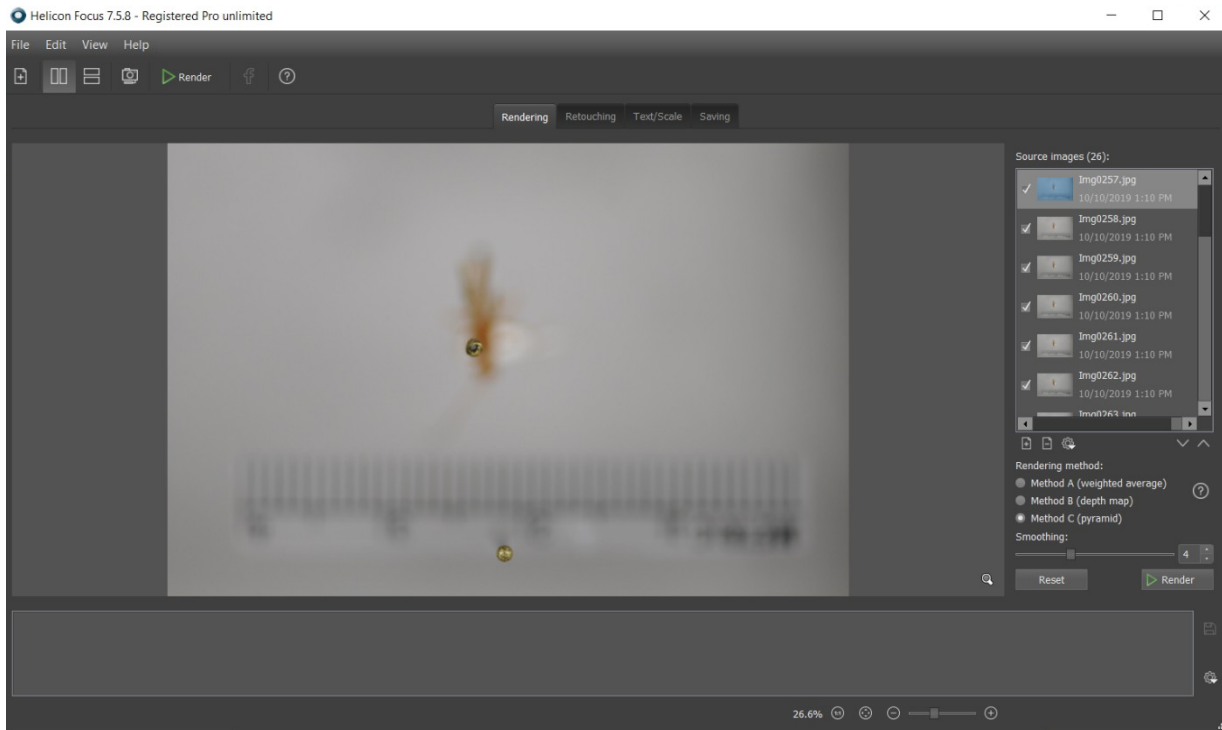 Helicon Focus 7.5.8 - Registered Pro unlimited
File Edit View Help
Render
Rendering Retouching Text/Scale Saving
Source images (26):
Img0257.jpg
10/10/2019 1:10 PM
Img0258.jpg
10/10/2019 1:10 PM
Img0259.jpg
10/10/2019 1:10 PM
Img0260.jpg
10/10/2019 1:10 PM
Img0261.jpg
10/10/2019 1:10 PM
Img0262.jpg
10/10/2019 1:10 PM
Img0263.jpg
Rendering method:
Method A (weighted average)
Method B (depth map)
Method C (pyramid)
Smoothing:
4
Reset Render
26.6%